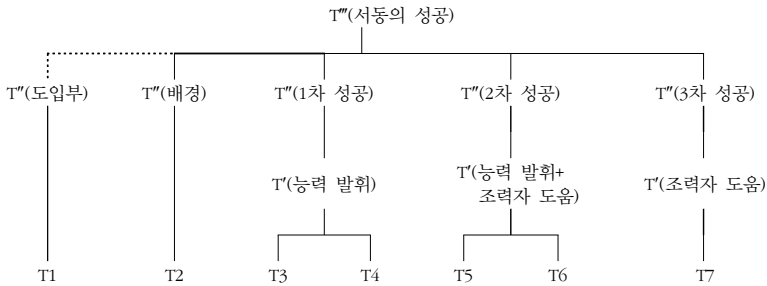 T‴(서동의 성공)
T″(도입부) T″(배경) T″(1차 성공) T″(2차 성공) T″(3차 성공)
T′(능력 발휘) T′(능력 발휘+ T′(조력자 도움)
조력자 도움)
T1 T2 T3 T4 T5 T6 T7